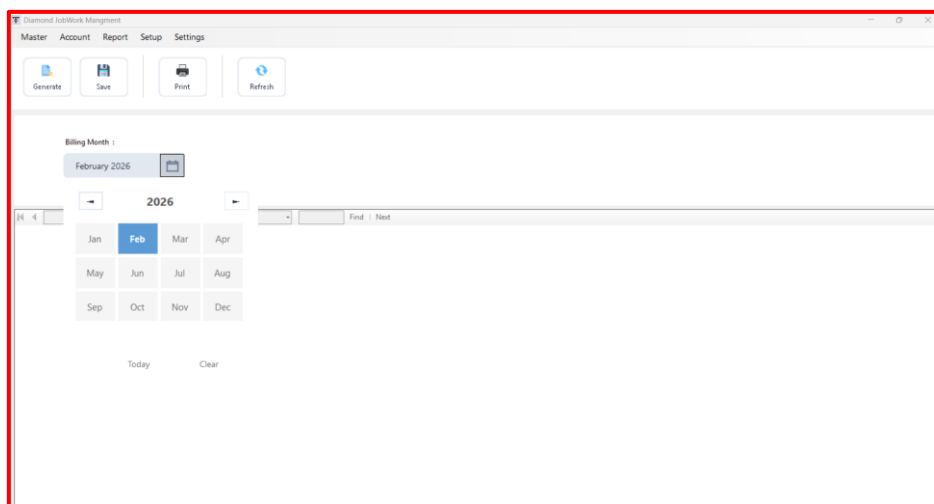 Diamond JobWork Mangment
Master Account Report Setup Settings
Generate Save Print Refresh
Billing Month :
February 2026
2026
Find | Next
Jan Feb Mar Apr
May Jun Jul Aug
Sep Oct Nov Dec
Today Clear